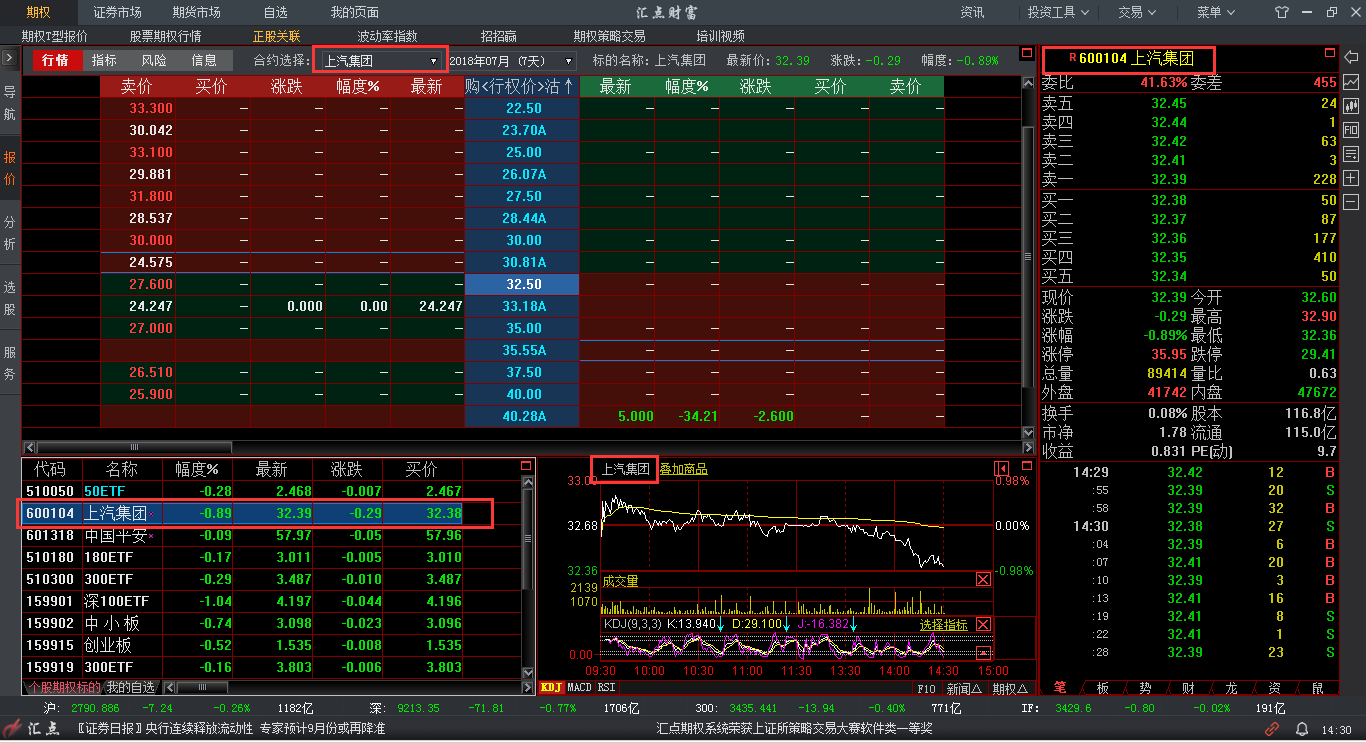 期权 证券市场 期货市场 自选 我的页面 汇点财富 资讯 投资工具 交易 菜单
期权T型报价 股票期权行情 正股关联 波动率指数 招招赢 期权策略交易 培训视频
行情 指标 风险 信息 合约选择: 上汽集团 2018年07月 (7天) 标的名称: 上汽集团 最新价: 32.39 涨跌: -0.29 幅度: -0.89%
导航
报价
分析
选股
服务
卖价 买价 涨跌 幅度% 最新 购<行权价>沽↑ 最新 幅度% 涨跌 买价 卖价
33.300 — — — — 22.50 — — — — —
30.042 — — — — 23.70A — — — — —
33.100 — — — — 25.00 — — — — —
29.881 — — — — 26.07A — — — — —
31.800 — — — — 27.50 — — — — —
28.537 — — — — 28.44A — — — — —
30.000 — — — — 30.00 — — — — —
24.575 — — — — 30.81A — — — — —
27.600 — — — — 32.50 — — — — —
24.247 — 0.000 0.00 24.247 33.18A — — — — —
27.000 — — — — 35.00 — — — — —
35.55A — — — — —
26.510 — — — — 37.50 — — — — —
25.900 — — — — 40.00 — — — — —
40.28A 5.000 -34.21 -2.600 — —
代码 名称 幅度% 最新 涨跌 买价
510050 50ETF -0.28 2.468 -0.007 2.467
600104 上汽集团 -0.89 32.39 -0.29 32.38
601318 中国平安 -0.09 57.97 -0.05 57.96
510180 180ETF -0.17 3.011 -0.005 3.010
510300 300ETF -0.29 3.487 -0.010 3.487
159901 深100ETF -1.04 4.197 -0.044 4.196
159902 中小板 -0.74 3.098 -0.023 3.096
159915 创业板 -0.52 1.535 -0.008 1.535
159919 300ETF -0.16 3.803 -0.006 3.803
个股期权标的 我的自选
上汽集团 叠加商品
33.00 0.98%
32.68 0.00%
32.36 -0.98%
成交量
2139
1070
KDJ(9,3,3) K:13.940↓ D:29.100↓ J:-16.382↓ 选择指标
0.00
09:30 10:00 10:30 11:00 11:30 13:30 14:00 14:30 15:00
KDJ MACD RSI F10 新闻△ 期权△
R 600104 上汽集团
委比 41.63% 委差 455
卖五 32.45 24
卖四 32.44 1
卖三 32.42 63
卖二 32.41 3
卖一 32.39 228
买一 32.38 50
买二 32.37 87
买三 32.36 177
买四 32.35 410
买五 32.34 50
现价 32.39 今开 32.60
涨跌 -0.29 最高 32.90
涨幅 -0.89% 最低 32.36
涨停 35.95 跌停 29.41
总量 89414 量比 0.63
外盘 41742 内盘 47672
换手 0.08% 股本 116.8亿
市净 1.78 流通 115.0亿
收益 0.831 PE(动) 9.7
14:29 32.42 12 B
:55 32.39 20 S
:58 32.39 32 B
14:30 32.38 27 S
:04 32.39 6 B
:07 32.41 20 B
:10 32.39 3 B
:13 32.41 16 B
:19 32.41 8 S
:22 32.41 1 S
:28 32.39 23 S
笔 板 势 财 龙 资 鼠
F10
沪: 2790.886 -7.24 -0.26% 1182亿 深: 9213.35 -71.81 -0.77% 1706亿 300: 3435.441 -13.94 -0.40% 771亿 IF: 3429.6 -0.80 -0.02% 191亿
汇点 〖证券日报〗央行连续释放流动性 专家预计9月份或再降准 汇点期权系统荣获上证所策略交易大赛软件类一等奖 14:30